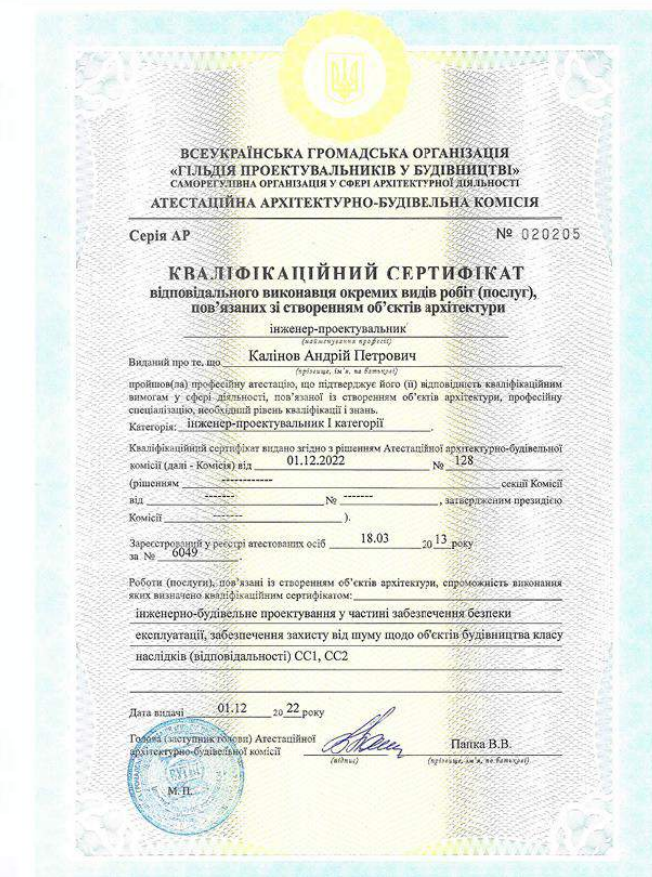 ВСЕУКРАЇНСЬКА ГРОМАДСЬКА ОРГАНІЗАЦІЯ
«ГІЛЬДІЯ ПРОЕКТУВАЛЬНИКІВ У БУДІВНИЦТВІ»
САМОРЕГУЛІВНА ОРГАНІЗАЦІЯ У СФЕРІ АРХІТЕКТУРНОЇ ДІЯЛЬНОСТІ
АТЕСТАЦІЙНА АРХІТЕКТУРНО-БУДІВЕЛЬНА КОМІСІЯ
Серія АР № 020205
КВАЛІФІКАЦІЙНИЙ СЕРТИФІКАТ
відповідального виконавця окремих видів робіт (послуг),
пов’язаних зі створенням об’єктів архітектури
інженер-проектувальник
(найменування професії)
Виданий про те, що Калінов Андрій Петрович
(прізвище, ім’я, по батькові)
пройшов(ла) професійну атестацію, що підтверджує його (її) відповідність кваліфікаційним
вимогам у сфері діяльності, пов’язаної із створенням об’єктів архітектури, професійну
спеціалізацію, необхідний рівень кваліфікації і знань.
Категорія: інженер-проектувальник І категорії
Кваліфікаційний сертифікат видано згідно з рішенням Атестаційної архітектурно-будівельної
комісії (далі - Комісія) від 01.12.2022 № 128
(рішенням ------------ секції Комісії
від ------- № -------, затвердженим президією
Комісії ------- ).
Зареєстрований у реєстрі атестованих осіб 18.03 2013 року
за № 6049.
Роботи (послуги), пов’язані із створенням об’єктів архітектури, спроможність виконання
яких визначено кваліфікаційним сертифікатом:
інженерно-будівельне проектування у частині забезпечення безпеки
експлуатації, забезпечення захисту від шуму щодо об'єктів будівництва класу
наслідків (відповідальності) СС1, СС2
Дата видачі 01.12 2022 року
Голова (заступник голови) Атестаційної
архітектурно-будівельної комісії Папка В.В.
(підпис) (прізвище, ім’я, по батькові)
М.П.